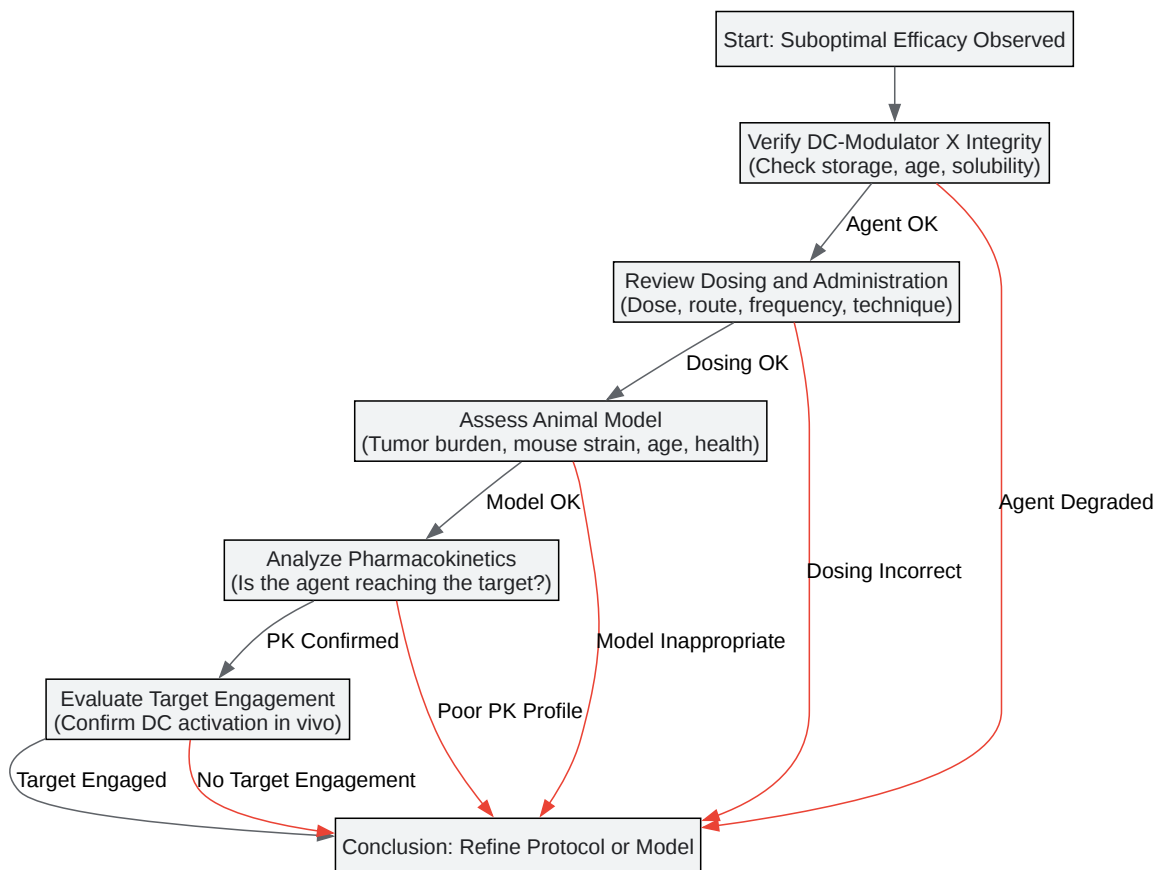 Start: Suboptimal Efficacy Observed
Verify DC-Modulator X Integrity
(Check storage, age, solubility)
Agent OK
Review Dosing and Administration
(Dose, route, frequency, technique)
Dosing OK
Assess Animal Model
(Tumor burden, mouse strain, age, health)
Model OK
Agent Degraded
Analyze Pharmacokinetics
(Is the agent reaching the target?)
Dosing Incorrect
PK Confirmed
Model Inappropriate
Evaluate Target Engagement
(Confirm DC activation in vivo)
Poor PK Profile
Target Engaged
No Target Engagement
Conclusion: Refine Protocol or Model